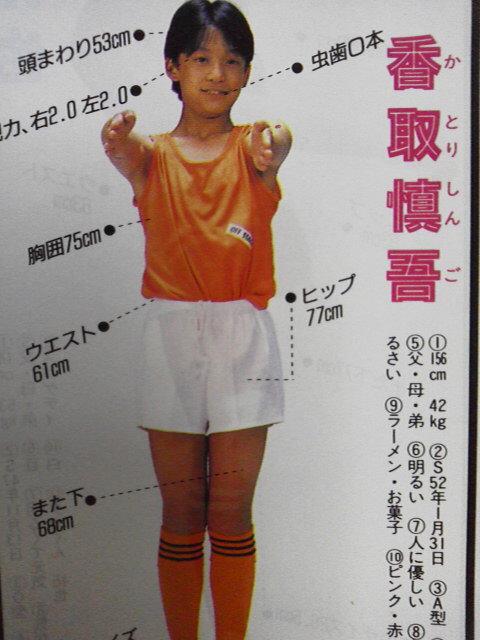 頭まわり53cm
虫歯0本
力、右2.0 左2.0
胸囲75cm
OFF
ヒップ
77cm
ウエスト
61cm
また下
68cm
香取慎吾
かとりしんご
①156cm 42kg ②S52年1月31日 ③A型
⑤父・母・弟 ⑥明るい ⑦人に優しい ⑧
るさい ⑨ラーメン・お菓子 ⑩ピンク・赤
イズ